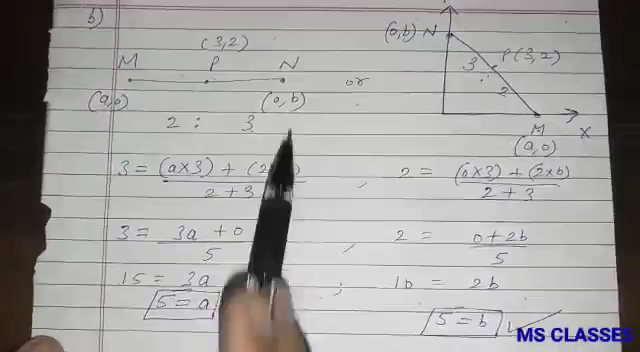 b)
(3,2)
M P N or
(a,o) (o,b)
2 : 3
(o,b) N
P(3,2)
3 : 2
M X
(a,o)
3 = (a×3) + (2
2+3
, 2 = (o×3) + (2×b)
2+3
3 = 3a + 0
5
, 2 = 0 + 2b
5
15 = 3a ; 10 = 2b
5 = a
5 = b
MS CLASSES